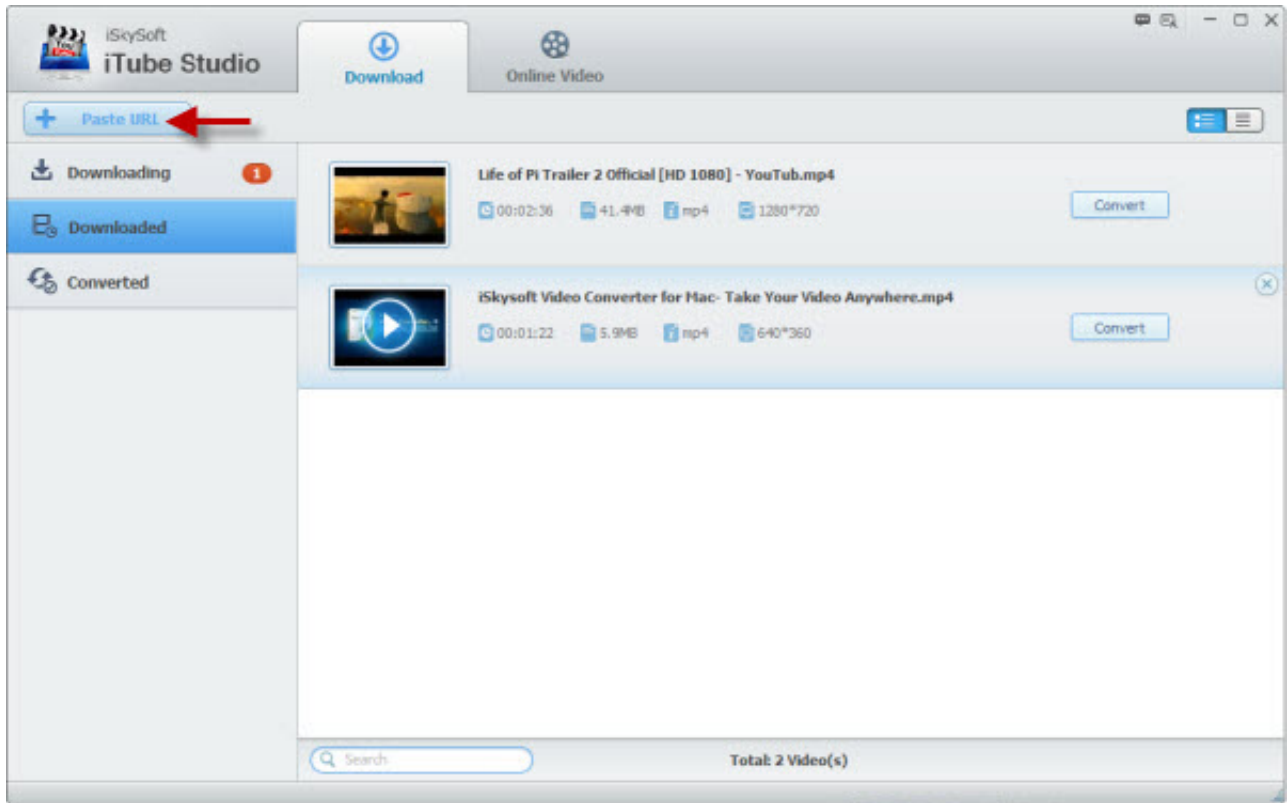 iSkySoft
iTube Studio
Download
Online Video
Paste URL
Downloading 1
Downloaded
Converted
Life of Pi Trailer 2 Official [HD 1080] - YouTub.mp4
00:02:36 41.4MB mp4 1280*720
Convert
iSkysoft Video Converter for Mac- Take Your Video Anywhere.mp4
00:01:22 5.9MB mp4 640*360
Convert
Search
Total: 2 Video(s)